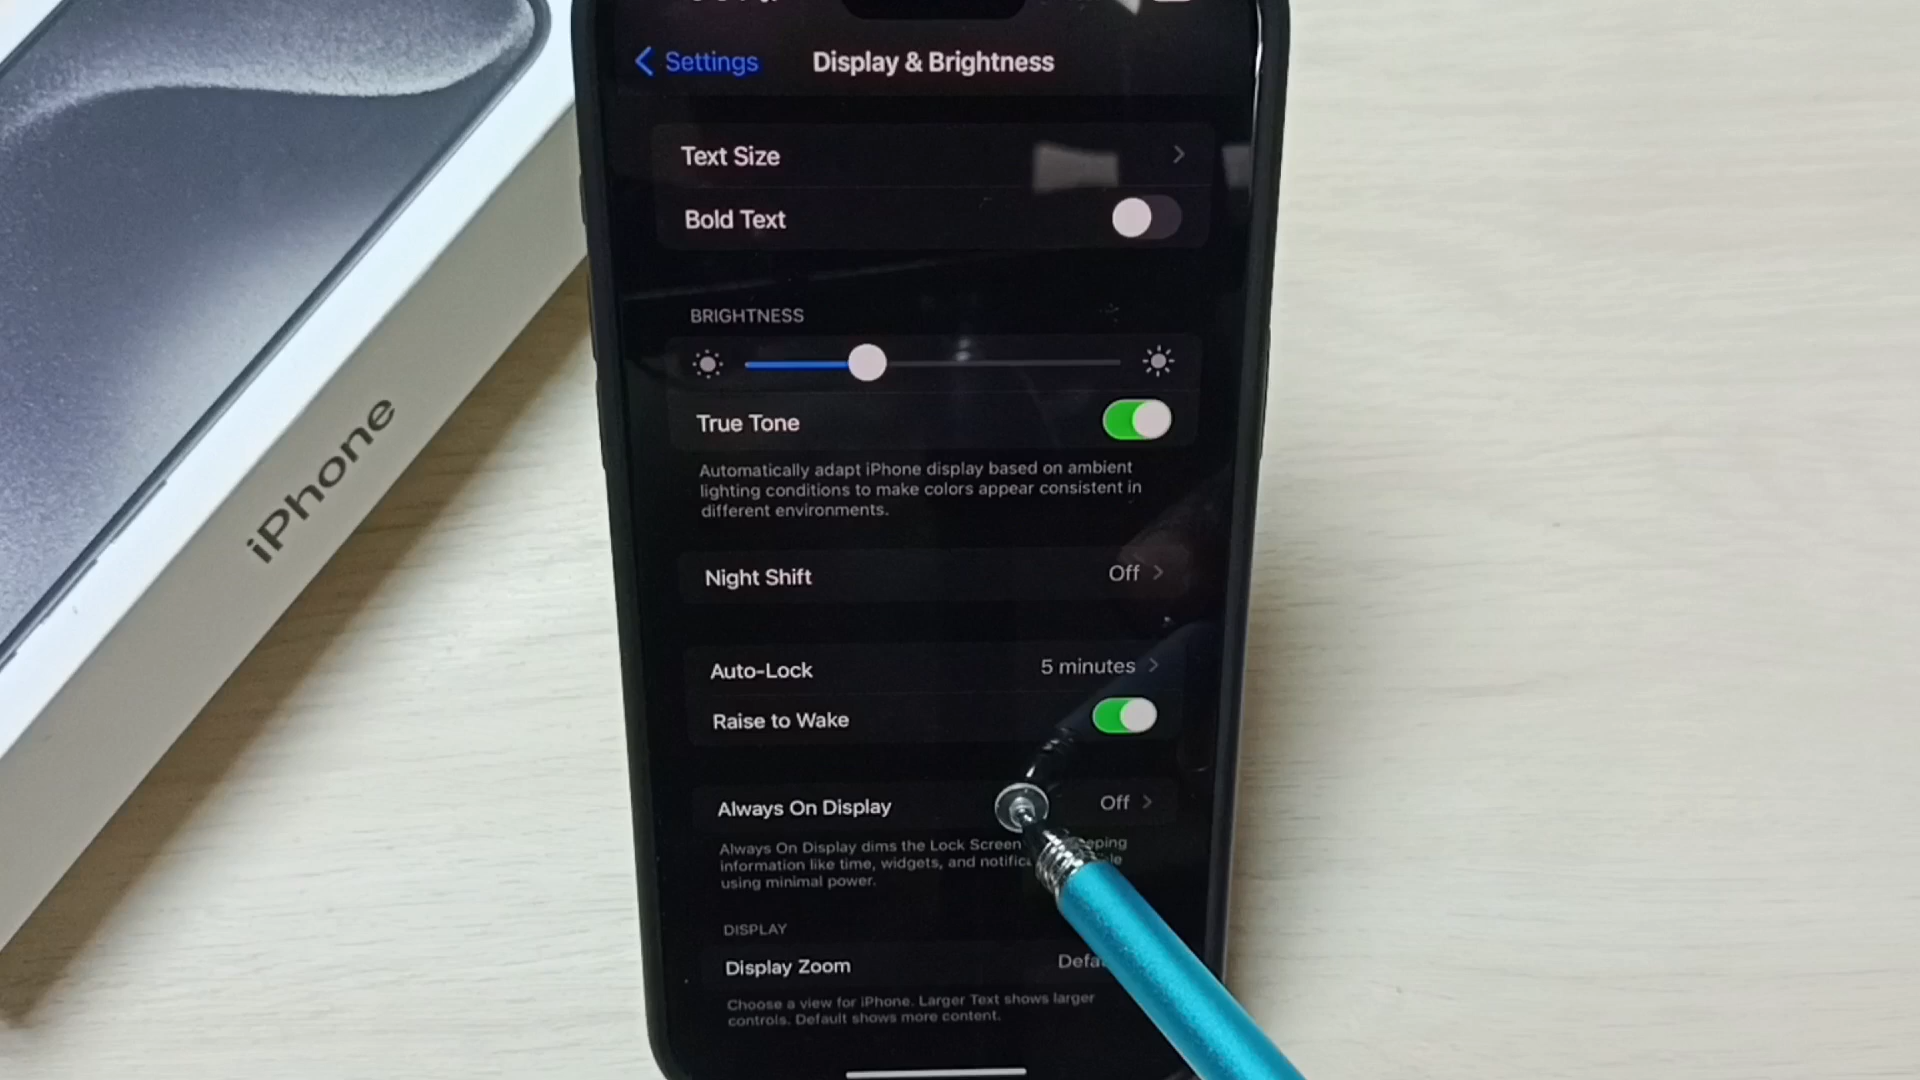 Settings
Display & Brightness
Text Size
Bold Text
BRIGHTNESS
True Tone
Automatically adapt iPhone display based on ambient
lighting conditions to make colors appear consistent in
different environments.
Night Shift Off
Auto-Lock 5 minutes
Raise to Wake
Always On Display Off
Always On Display dims the Lock Screen
information like time, widgets, and
using minimal power.
DISPLAY
Display Zoom
Choose a view for iPhone. Larger Text shows larger
controls. Default shows more content.
iPhone